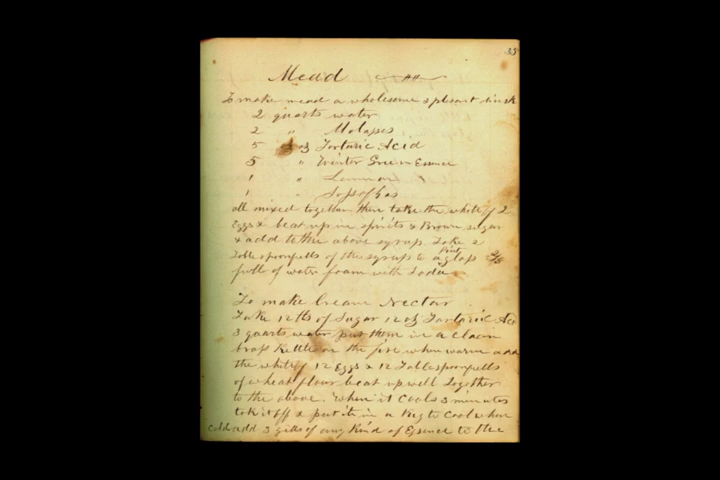 38
Mead
To make mead a wholesome & plesant drink
2 quarts water
2 " Molasses
5 oz Tartaric Acid
5 " Winter Green Essence
1 " Lemmon
1 " Sassofras
all mixed together then take the white of 2
Eggs & beat up in spirits & Brown sugar
& add to the above syrup. Take 2
Tablespoonfulls of the syrup to a pint glass 2/3
full of water foam with Soda
To make Cream Nectar
Take 12 lbs of Sugar 12 oz Tartaric Acid
3 quarts water put them in a clean
brass Kettle on the fire when warm add
the white of 12 Eggs & 12 Tablespoonfulls
of wheat flour beat up well together
to the above. When it Cools 3 minutes
take it off & put it in a Keg to Cool when
Cold add 3 gills of any Kind of Essence to the